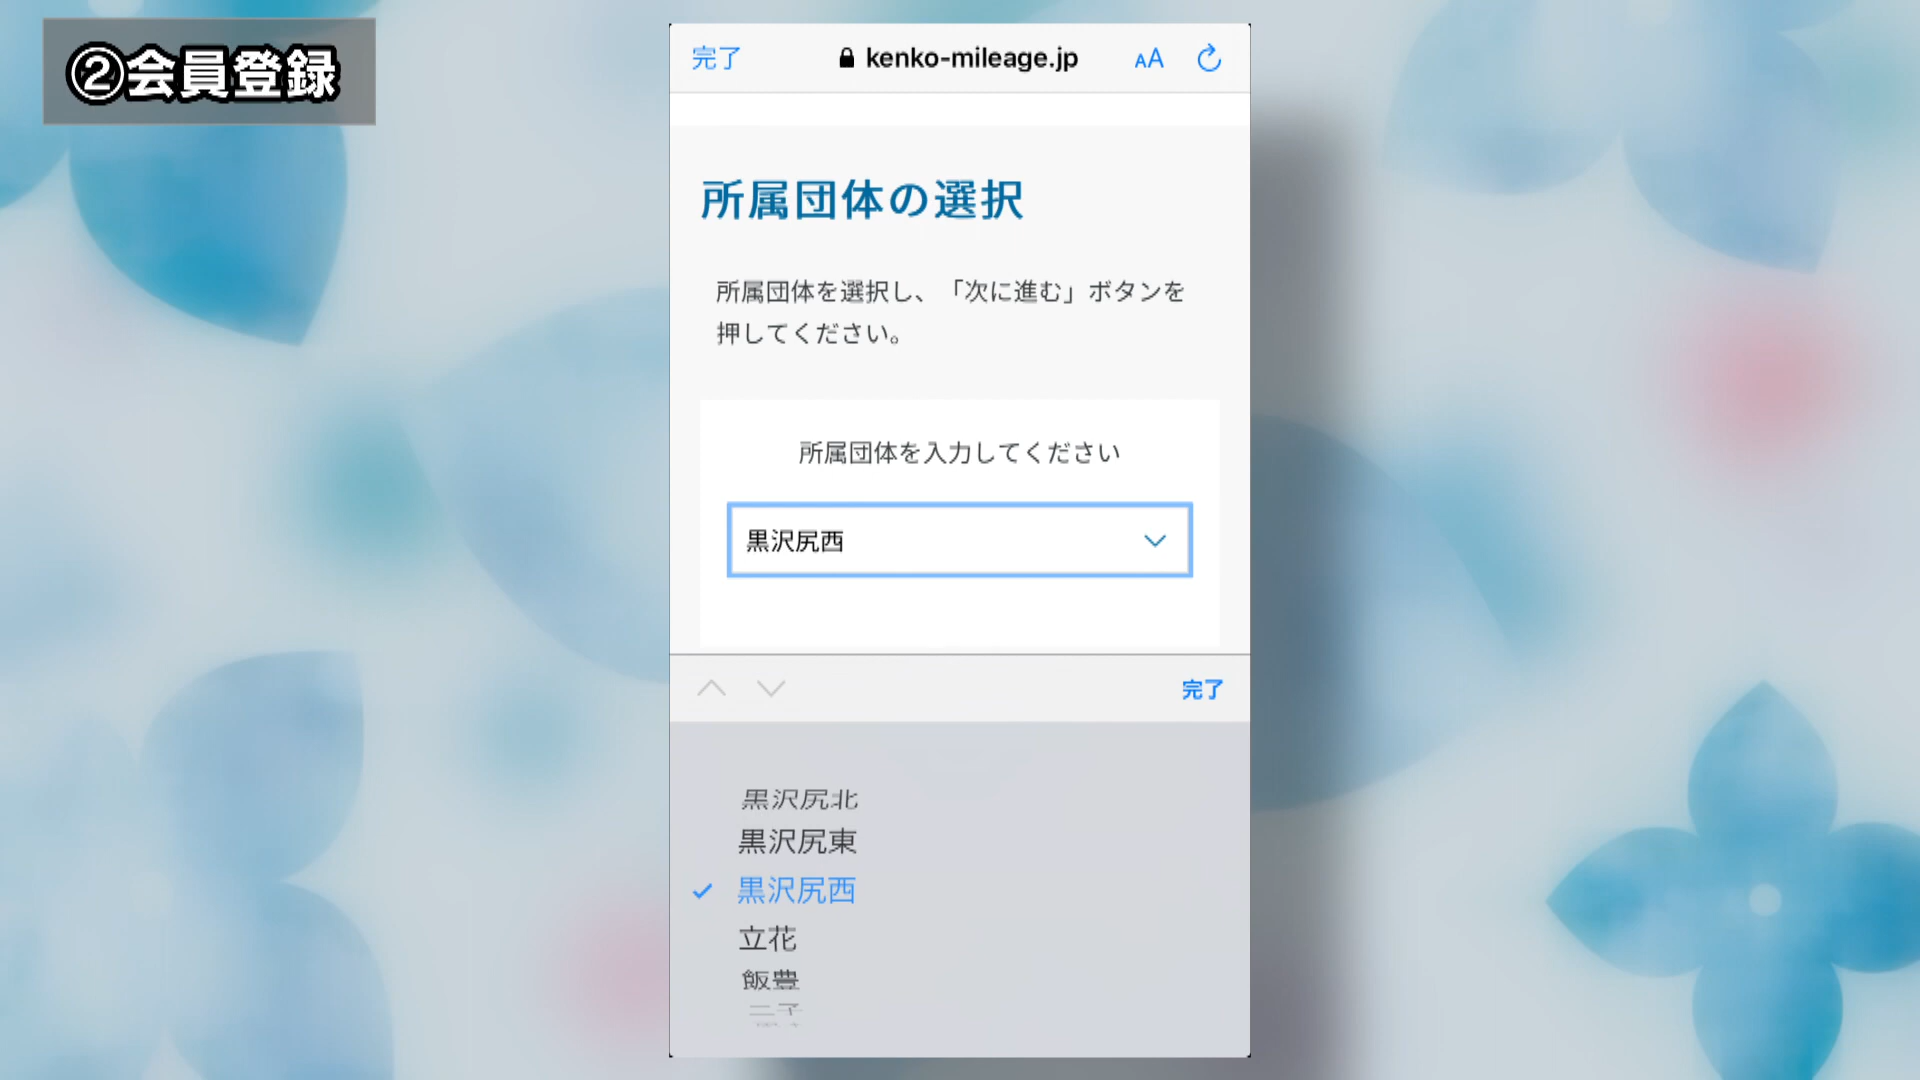 ②会員登録
完了
kenko-mileage.jp
AA
所属団体の選択
所属団体を選択し、「次に進む」ボタンを
押してください。
所属団体を入力してください
黒沢尻西
完了
黒沢尻北
黒沢尻東
黒沢尻西
立花
飯豊
二子